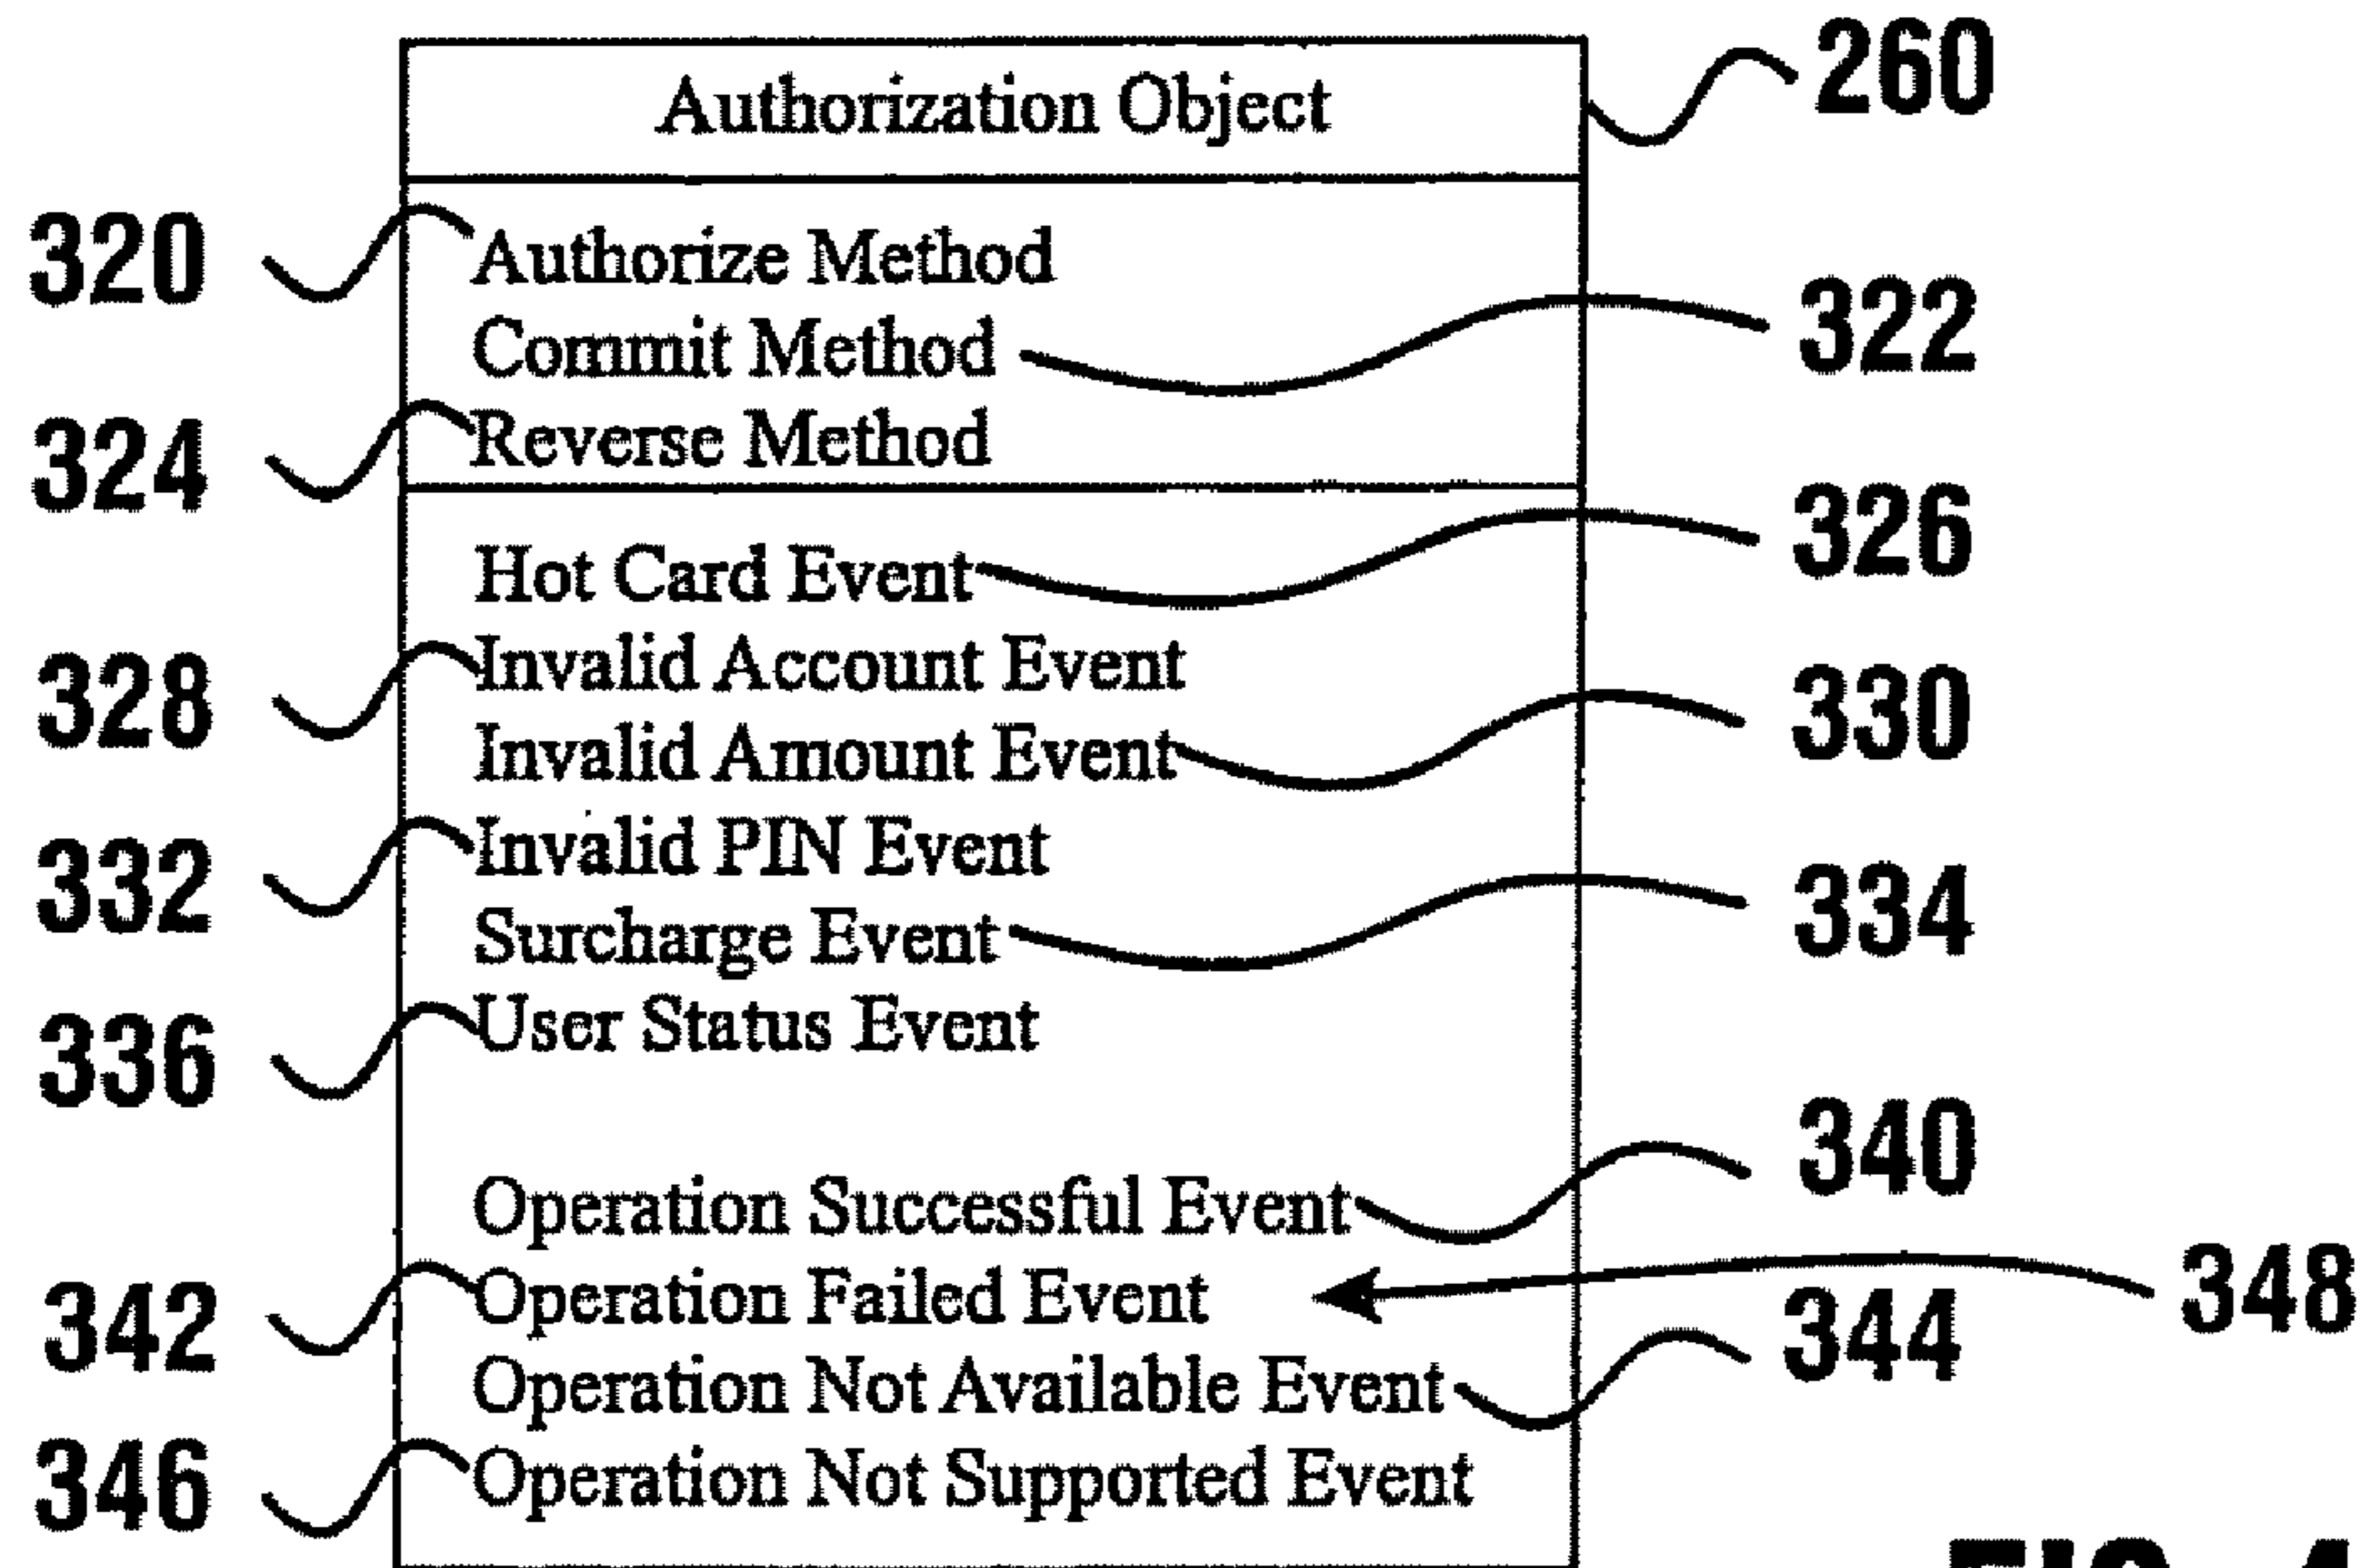 Authorization Object 260
320 Authorize Method
Commit Method 322
324 Reverse Method
Hot Card Event 326
328 Invalid Account Event
Invalid Amount Event 330
332 Invalid PIN Event
Surcharge Event 334
336 User Status Event
Operation Successful Event 340
342 Operation Failed Event 348
Operation Not Available Event 344
346 Operation Not Supported Event